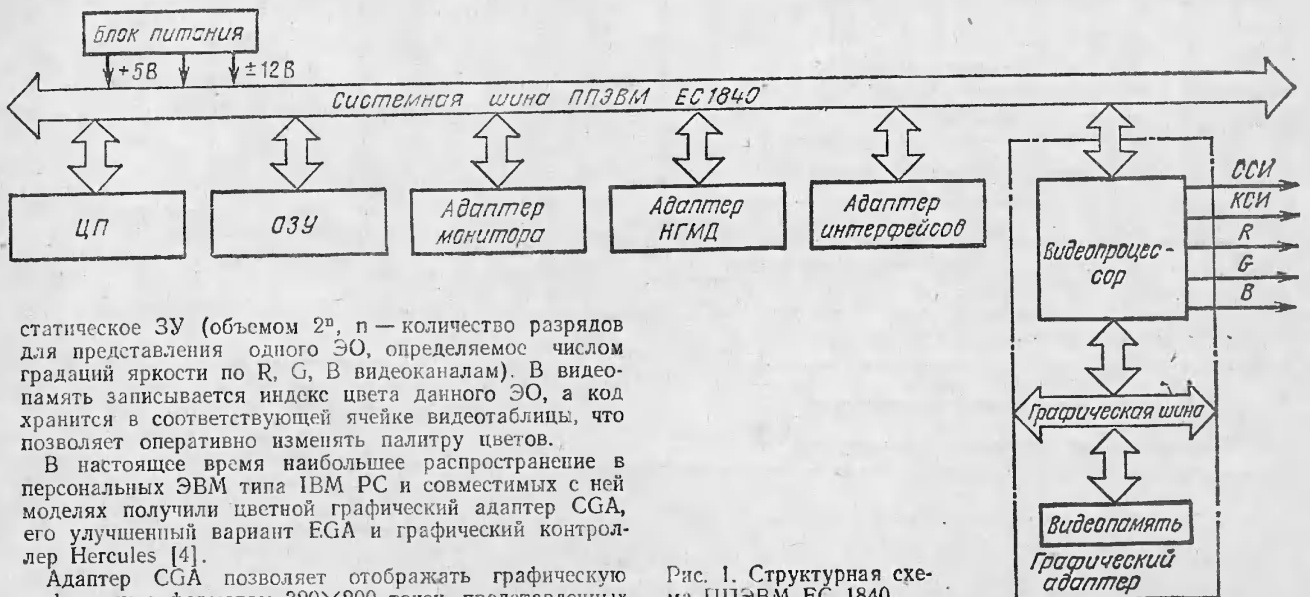 Блок питания
+5В
±12В
Системная шина ППЭВМ ЕС1840
ЦП
ОЗУ
Адаптер
монитора
Адаптер
НГМД
Адаптер
интерфейсов
Видеопроцес-
сор
ССИ
КСИ
R
G
B
Графическая шина
Видеопамять
Графический
адаптер
статическое ЗУ (объемом 2ⁿ, n — количество разрядов
для представления одного ЭО, определяемое числом
градаций яркости по R, G, B видеоканалам). В видео-
память записывается индекс цвета данного ЭО, а код
хранится в соответствующей ячейке видеотаблицы, что
позволяет оперативно изменять палитру цветов.
В настоящее время наибольшее распространение в
персональных ЭВМ типа IBM PC и совместимых с ней
моделях получили цветной графический адаптер CGA,
его улучшенный вариант EGA и графический контрол-
лер Hercules [4].
Адаптер CGA позволяет отображать графическую
Рис. 1. Структурная схе-
ма ППЭВМ ЕС 1840